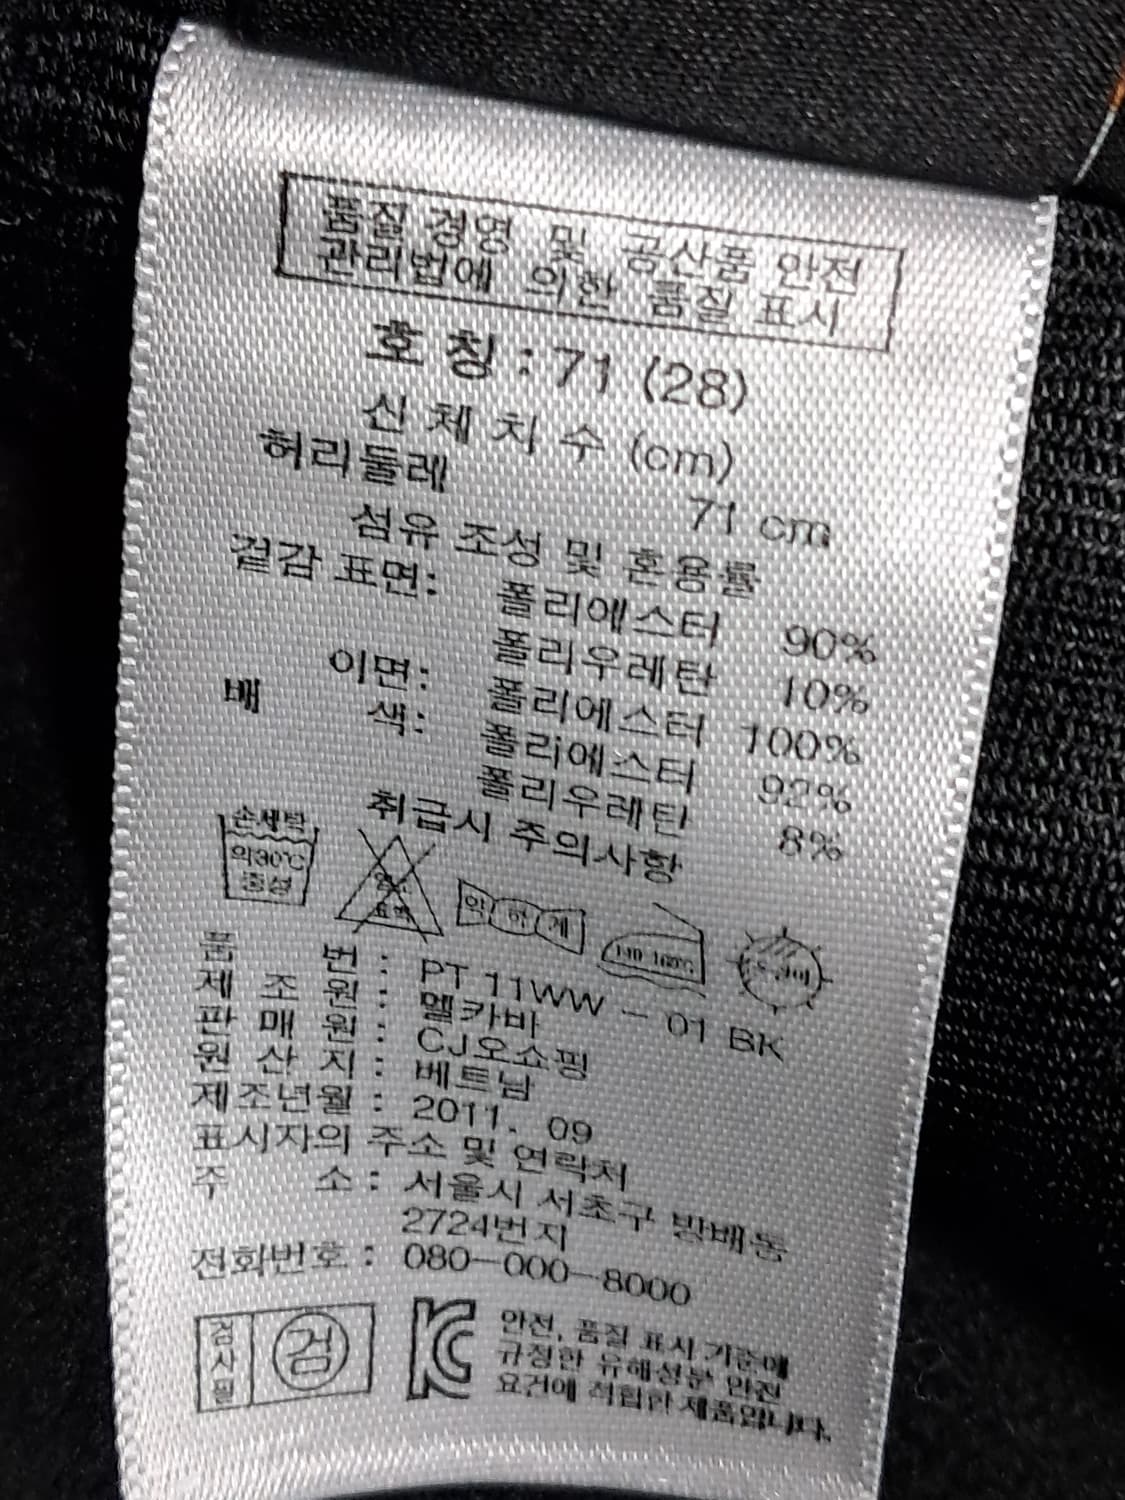 품질 경영 및 공산품 안전
관리법에 의한 품질 표시
호 칭 : 71 (28)
신 체 치 수 (cm)
허리둘레 71 cm
섬유 조성 및 혼용률
겉감 표면: 폴리에스터 90%
폴리우레탄 10%
이면: 폴리에스터 100%
배 색: 폴리에스터 92%
폴리우레탄 8%
취급시 주의사항
손세탁
약30℃
중성
염소
표백
약 하 게
140-160℃
품 번 : PT 11WW - 01 BK
제 조 원 : 멜카바
판 매 원 : CJ오쇼핑
원 산 지 : 베트남
제조년월 : 2011. 09
표시자의 주소 및 연락처
주 소 : 서울시 서초구 방배동
2724번지
전화번호 : 080-000-8000
검사필
검
안전, 품질 표시 기준에
규정한 유해성분 안전
요건에 적합한 제품입니다.